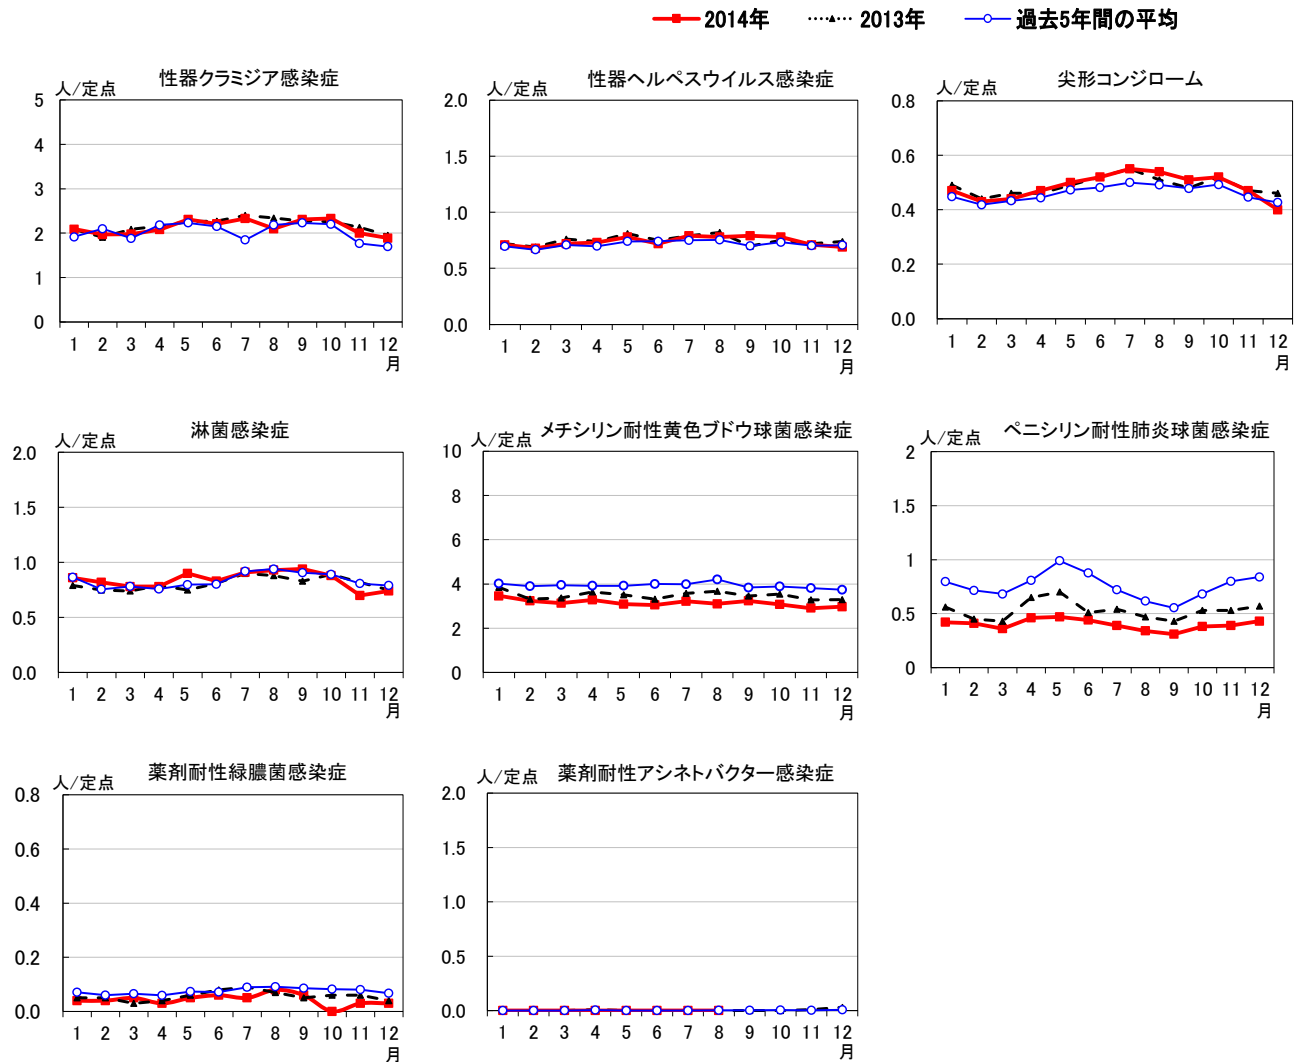 2014年 2013年 過去5年間の平均
人/定点 性器クラミジア感染症
5
4
3
2
1
0
1 2 3 4 5 6 7 8 9 10 11 12
月
人/定点 性器ヘルペスウイルス感染症
2.0
1.5
1.0
0.5
0.0
1 2 3 4 5 6 7 8 9 10 11 12
月
人/定点 尖形コンジローム
0.8
0.6
0.4
0.2
0.0
1 2 3 4 5 6 7 8 9 10 11 12
月
人/定点 淋菌感染症
2.0
1.5
1.0
0.5
0.0
1 2 3 4 5 6 7 8 9 10 11 12
月
人/定点 メチシリン耐性黄色ブドウ球菌感染症
10
8
6
4
2
0
1 2 3 4 5 6 7 8 9 10 11 12
月
人/定点 ペニシリン耐性肺炎球菌感染症
2
1.5
1
0.5
0
1 2 3 4 5 6 7 8 9 10 11 12
月
人/定点 薬剤耐性緑膿菌感染症
0.8
0.6
0.4
0.2
0.0
1 2 3 4 5 6 7 8 9 10 11 12
月
人/定点 薬剤耐性アシネトバクター感染症
2.0
1.5
1.0
0.5
0.0
1 2 3 4 5 6 7 8 9 10 11 12
月